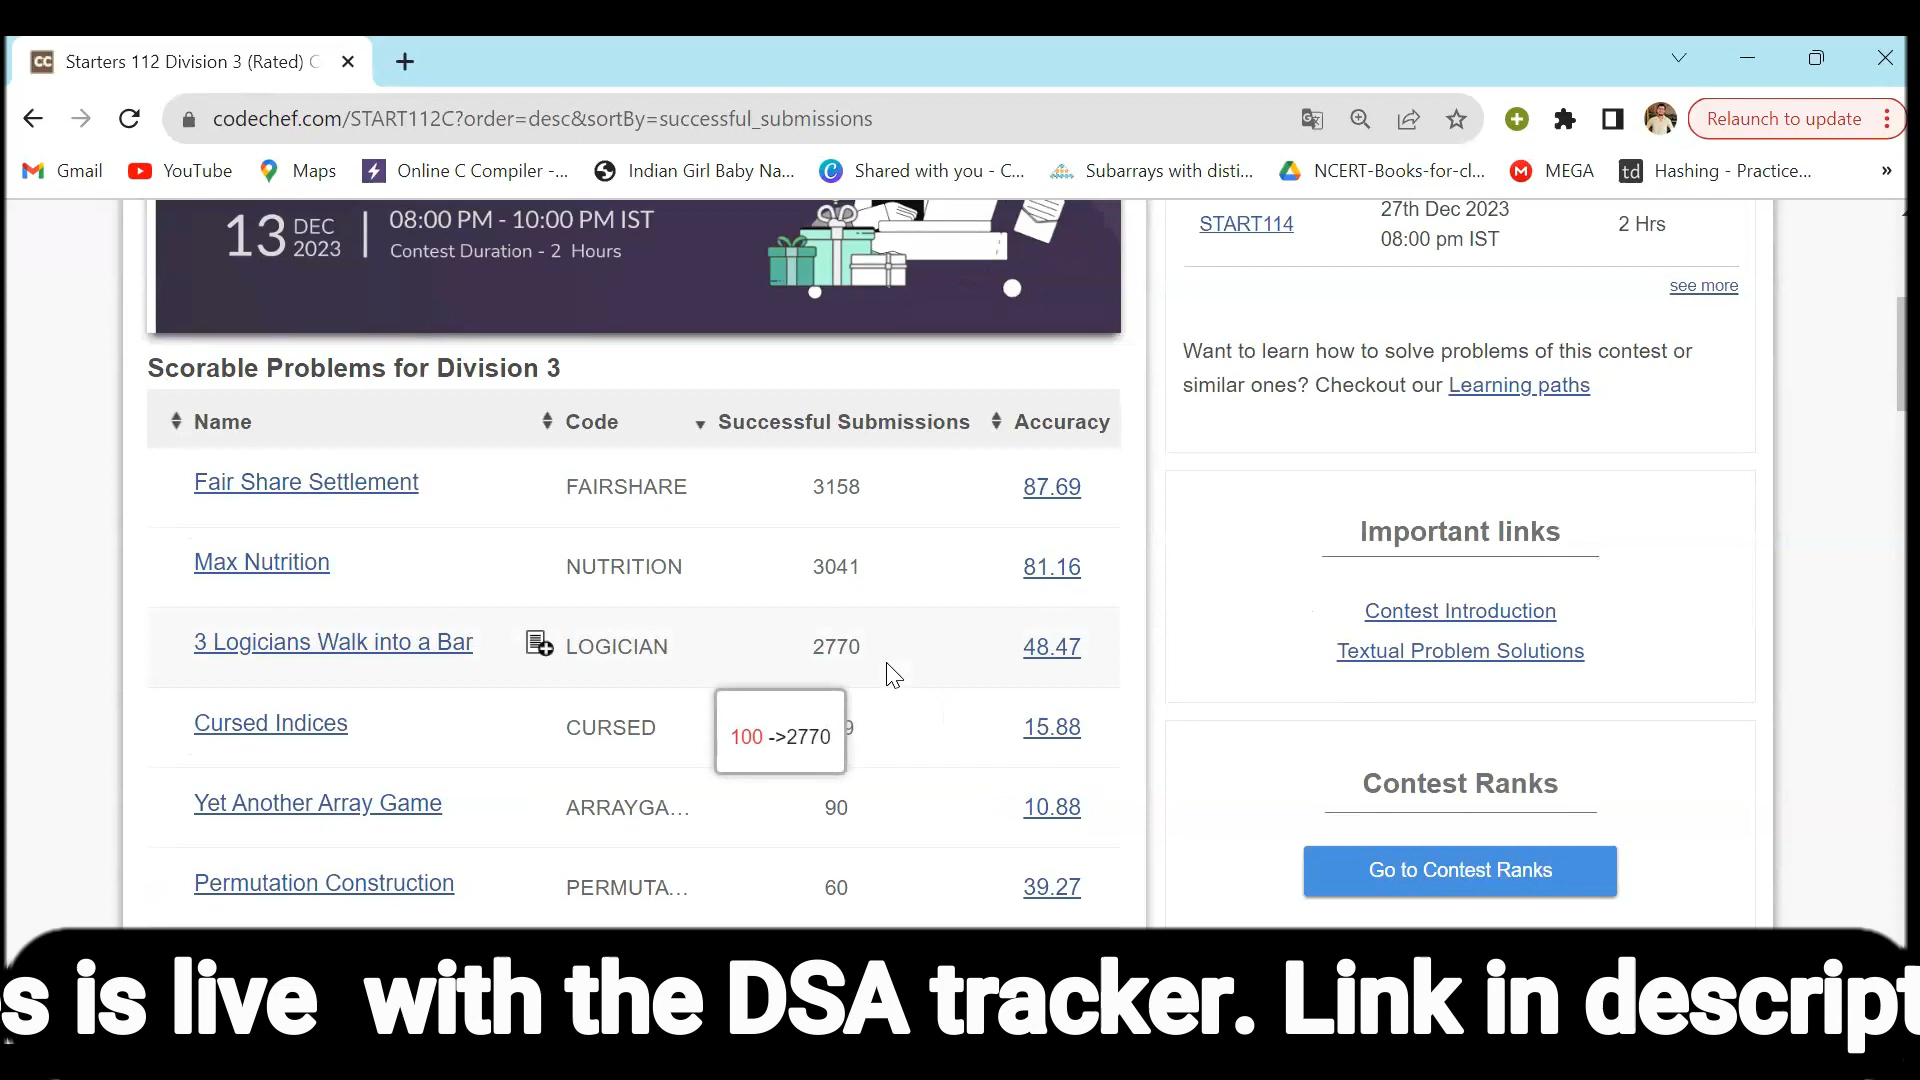 CC Starters 112 Division 3 (Rated) C
codechef.com/START112C?order=desc&sortBy=successful_submissions
Relaunch to update
Gmail
YouTube
Maps
Online C Compiler -...
Indian Girl Baby Na...
Shared with you - C...
Subarrays with disti...
NCERT-Books-for-cl...
MEGA
td Hashing - Practice...
»
13 DEC 2023
08:00 PM - 10:00 PM IST
Contest Duration - 2 Hours
START114
27th Dec 2023
08:00 pm IST
2 Hrs
see more
Want to learn how to solve problems of this contest or
similar ones? Checkout our Learning paths
Scorable Problems for Division 3
Name Code Successful Submissions Accuracy
Fair Share Settlement FAIRSHARE 3158 87.69
Max Nutrition NUTRITION 3041 81.16
3 Logicians Walk into a Bar LOGICIAN 2770 48.47
100 ->2770
Cursed Indices CURSED 9 15.88
Yet Another Array Game ARRAYGA... 90 10.88
Permutation Construction PERMUTA... 60 39.27
Important links
Contest Introduction
Textual Problem Solutions
Contest Ranks
Go to Contest Ranks
s is live with the DSA tracker. Link in descript